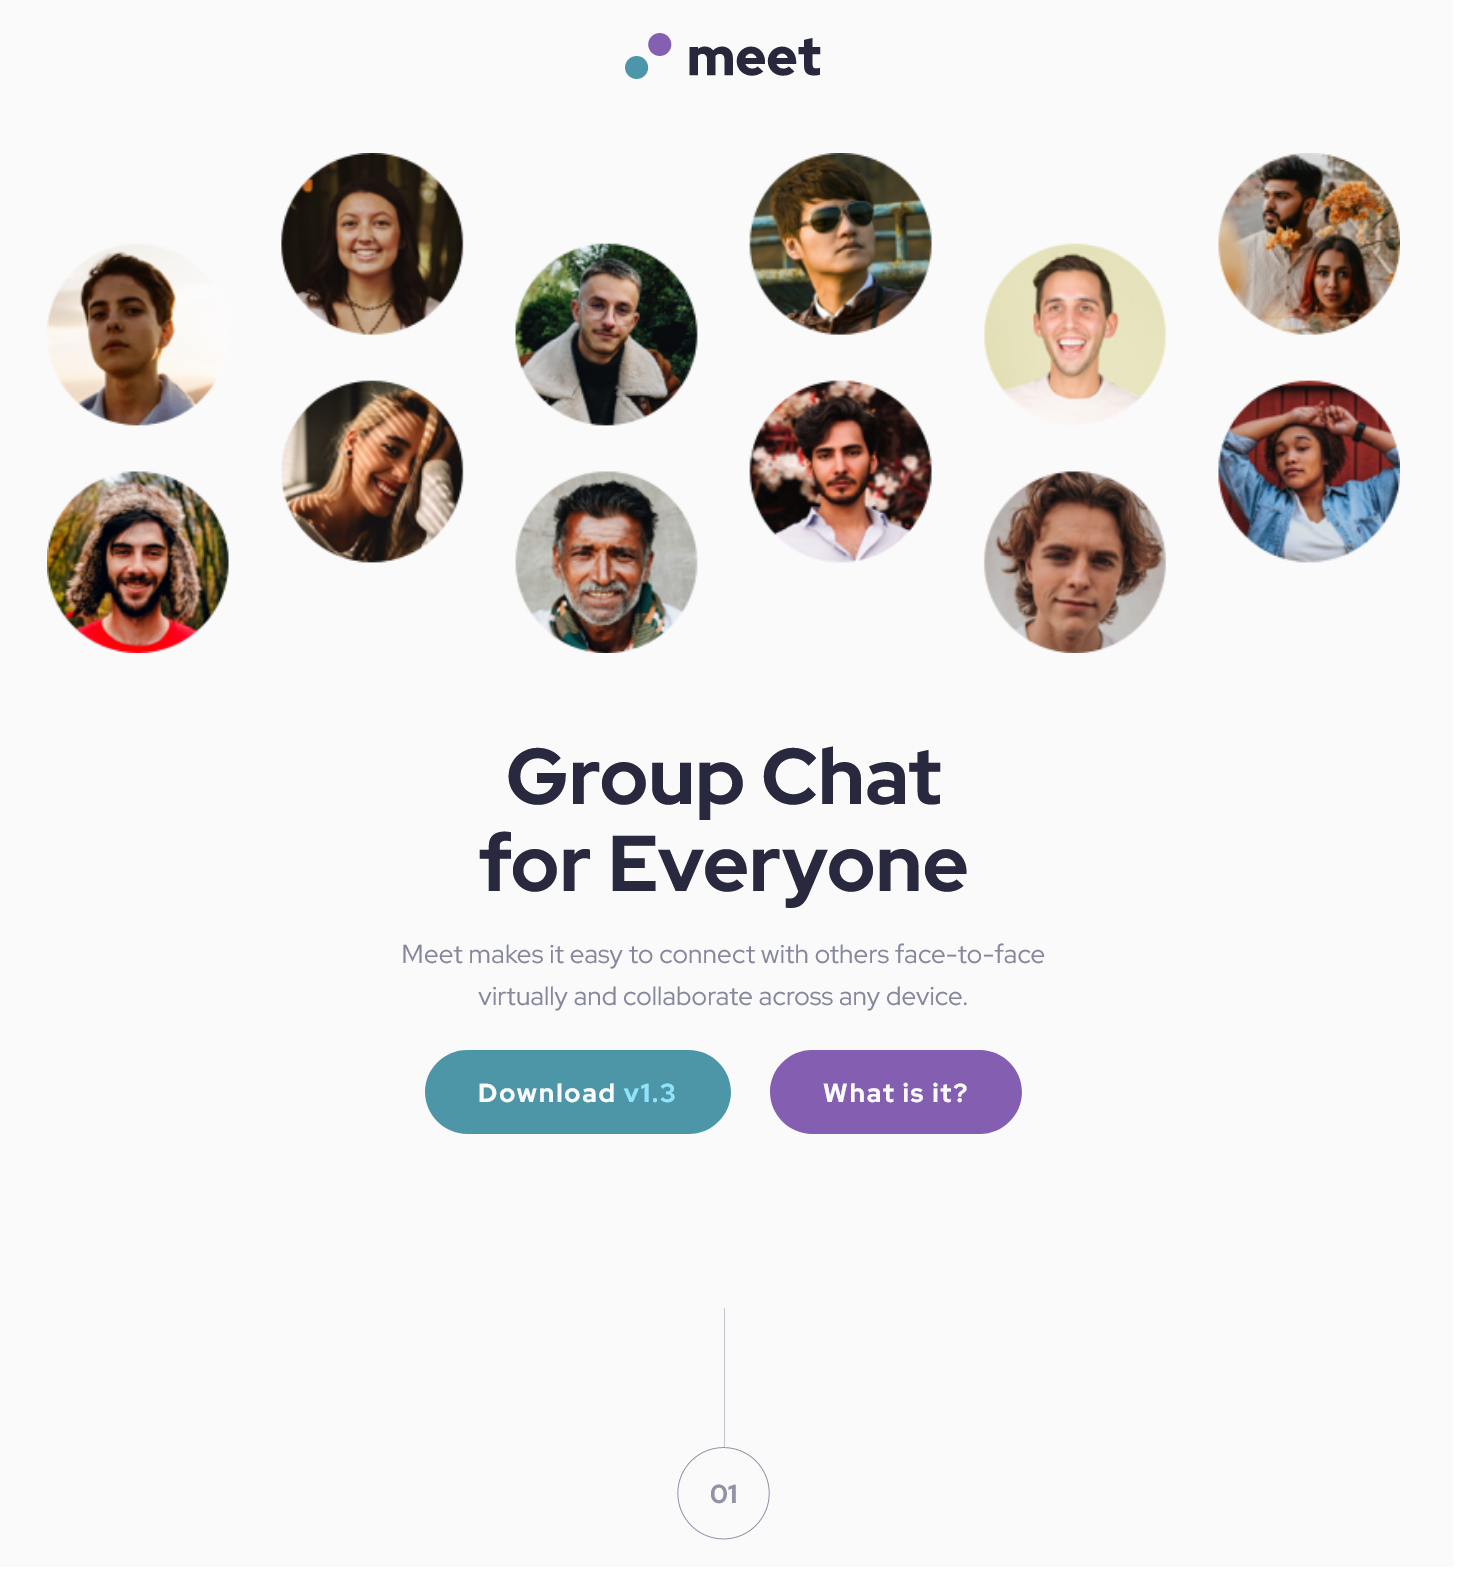 meet
Group Chat
for Everyone
Meet makes it easy to connect with others face-to-face
virtually and collaborate across any device.
Download v1.3
What is it?
01